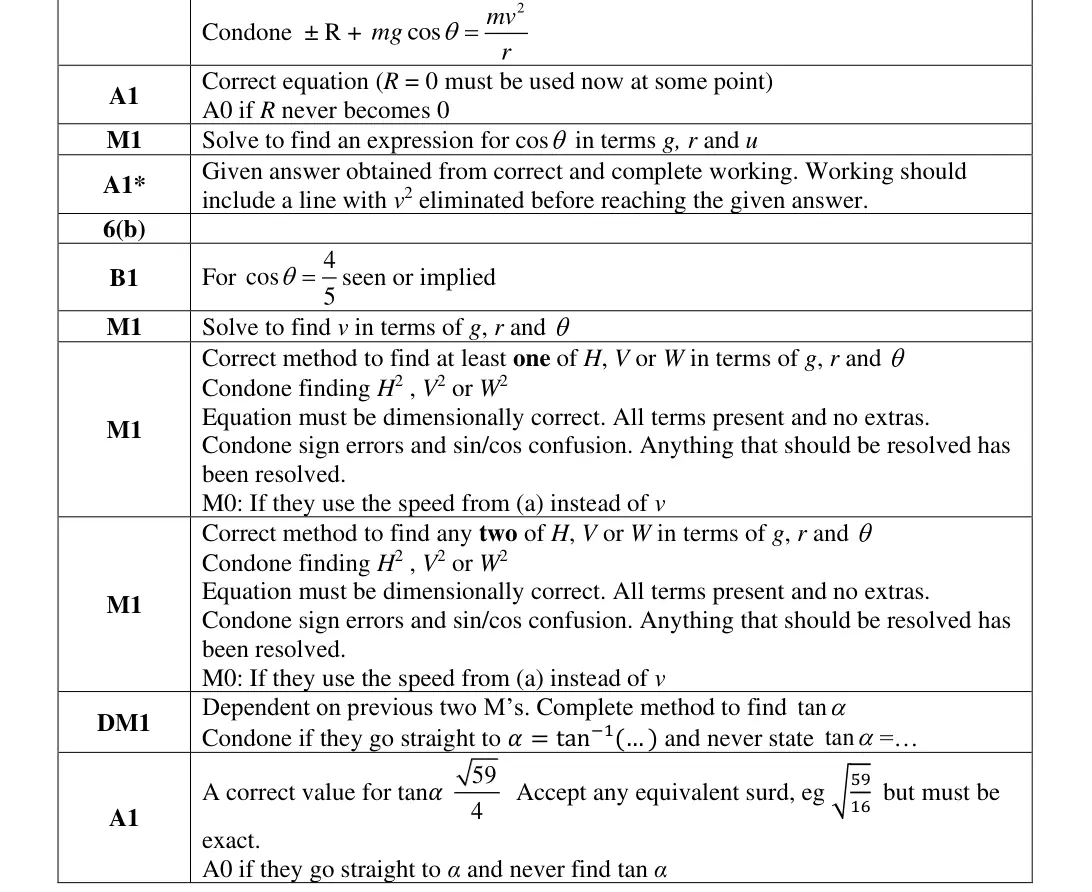 Condone ± R + mg cos θ = mv²/r
A1
Correct equation (R = 0 must be used now at some point)
A0 if R never becomes 0
M1
Solve to find an expression for cos θ in terms g, r and u
A1*
Given answer obtained from correct and complete working. Working should
include a line with v² eliminated before reaching the given answer.
6(b)
B1
For cos θ = 4/5 seen or implied
M1
Solve to find v in terms of g, r and θ
M1
Correct method to find at least one of H, V or W in terms of g, r and θ
Condone finding H² , V² or W²
Equation must be dimensionally correct. All terms present and no extras.
Condone sign errors and sin/cos confusion. Anything that should be resolved has
been resolved.
M0: If they use the speed from (a) instead of v
M1
Correct method to find any two of H, V or W in terms of g, r and θ
Condone finding H² , V² or W²
Equation must be dimensionally correct. All terms present and no extras.
Condone sign errors and sin/cos confusion. Anything that should be resolved has
been resolved.
M0: If they use the speed from (a) instead of v
DM1
Dependent on previous two M's. Complete method to find tan α
Condone if they go straight to α = tan⁻¹(…) and never state tan α =…
A1
A correct value for tanα √59/4 Accept any equivalent surd, eg √(59/16) but must be
exact.
A0 if they go straight to α and never find tan α